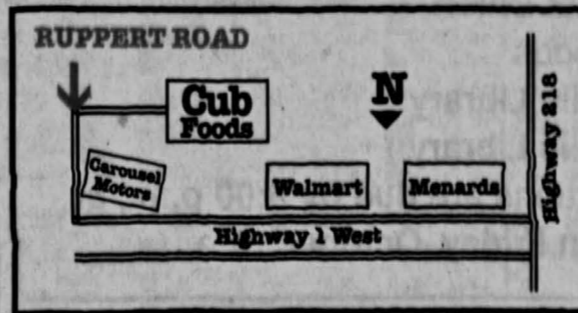 RUPPERT ROAD
Cub
Foods
N
Carousel
Motors
Walmart
Menards
Highway 218
Highway 1 West